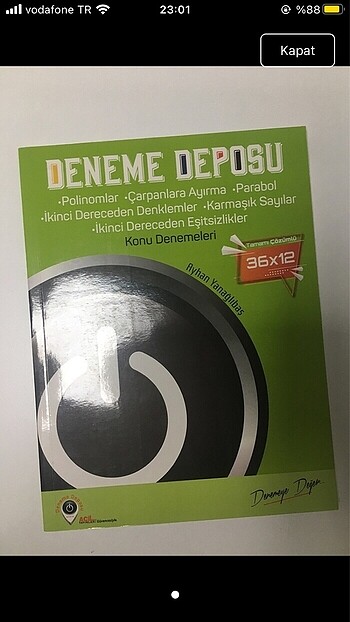 vodafone TR
23:01
%88
Kapat
DENEME DEPOSU
•Polinomlar •Çarpanlara Ayırma •Parabol
•İkinci Dereceden Denklemler •Karmaşık Sayılar
•İkinci Dereceden Eşitsizlikler
Konu Denemeleri
Tamamı Çözümlü
36x12
Ayhan Yanağlıbaş
Denemeye Değer